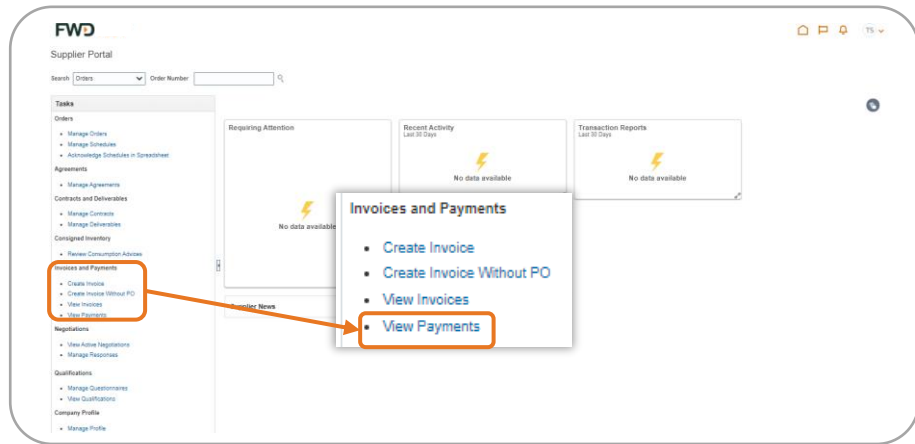 FWD
TS
Supplier Portal
Search Orders Order Number
Tasks
Orders
Manage Orders
Manage Schedules
Acknowledge Schedules in Spreadsheet
Agreements
Manage Agreements
Contracts and Deliverables
Manage Contracts
Manage Deliverables
Consigned Inventory
Review Consumption Advices
Invoices and Payments
Create Invoice
Create Invoice Without PO
View Invoices
View Payments
Negotiations
View Active Negotiations
Manage Responses
Qualifications
Manage Questionnaires
View Qualifications
Company Profile
Manage Profile
Requiring Attention
No data available
Recent Activity
Last 30 Days
No data available
Transaction Reports
Last 30 Days
No data available
Supplier News
Invoices and Payments
Create Invoice
Create Invoice Without PO
View Invoices
View Payments